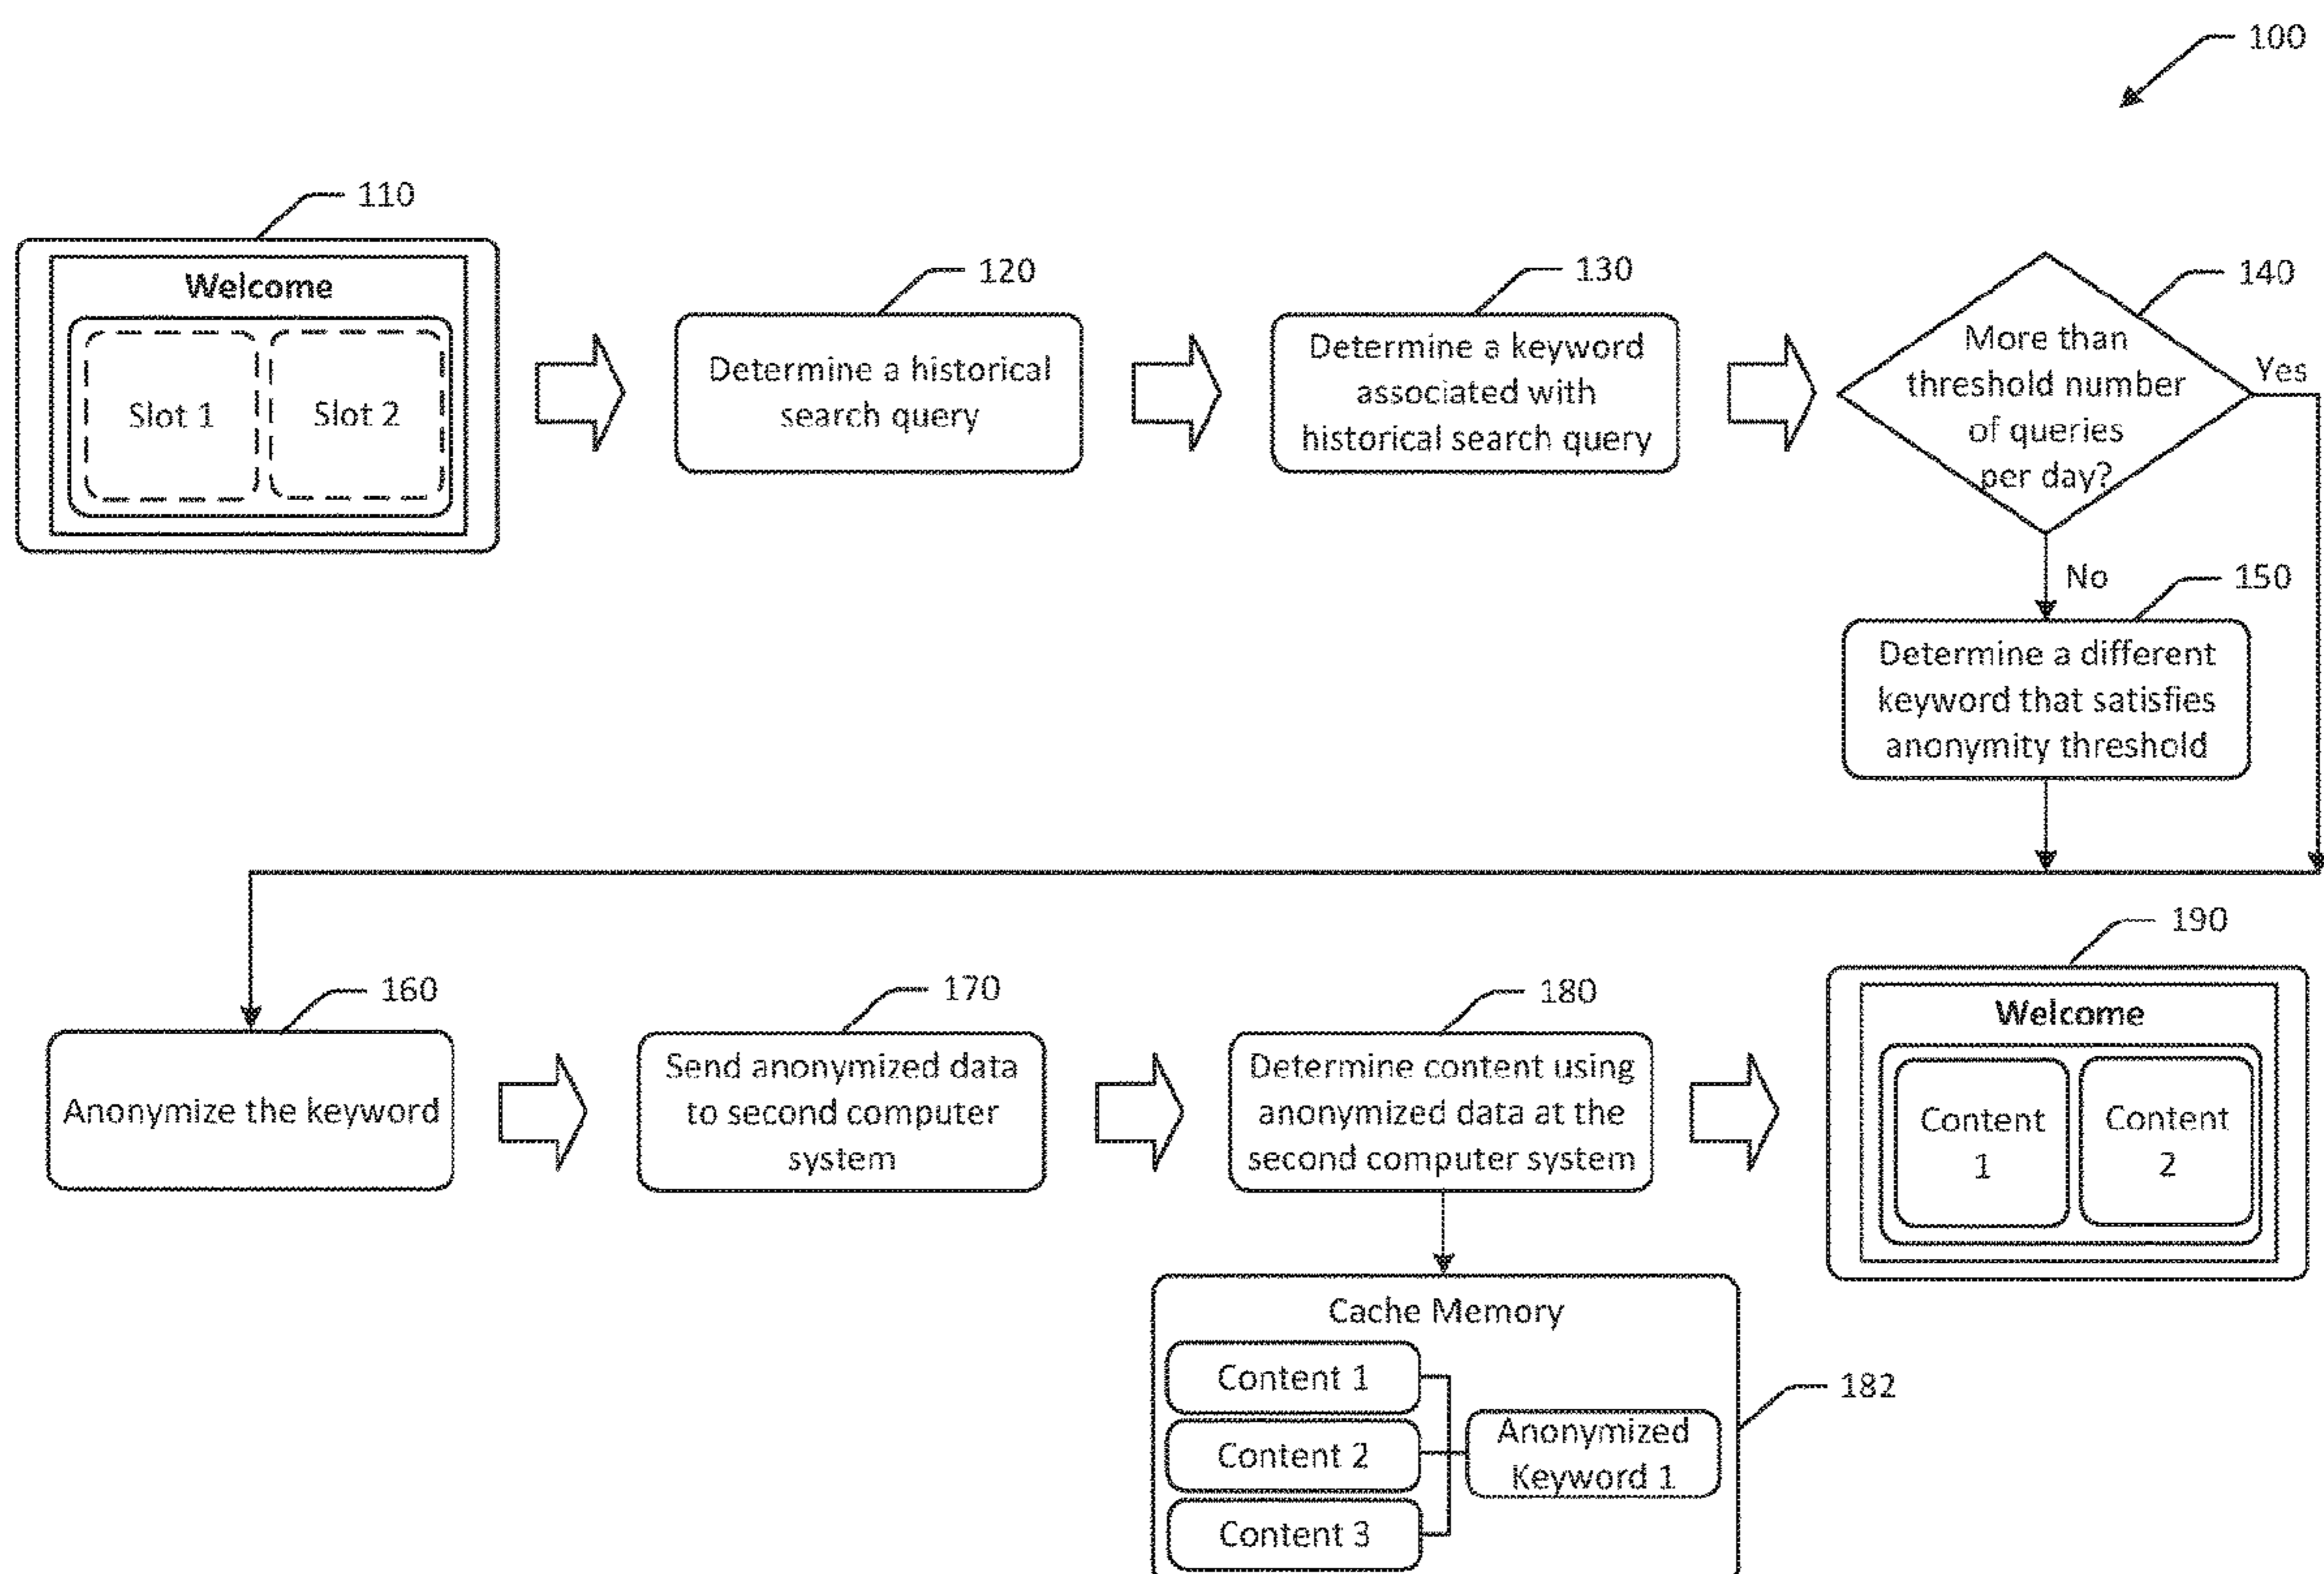 100
110
Welcome
Slot 1
Slot 2
120
Determine a historical
search query
130
Determine a keyword
associated with
historical search query
140
More than
threshold number
of queries
per day?
Yes
No
150
Determine a different
keyword that satisfies
anonymity threshold
160
Anonymize the keyword
170
Send anonymized data
to second computer
system
180
Determine content using
anonymized data at the
second computer system
190
Welcome
Content
1
Content
2
Cache Memory
Content 1
Content 2
Content 3
Anonymized
Keyword 1
182